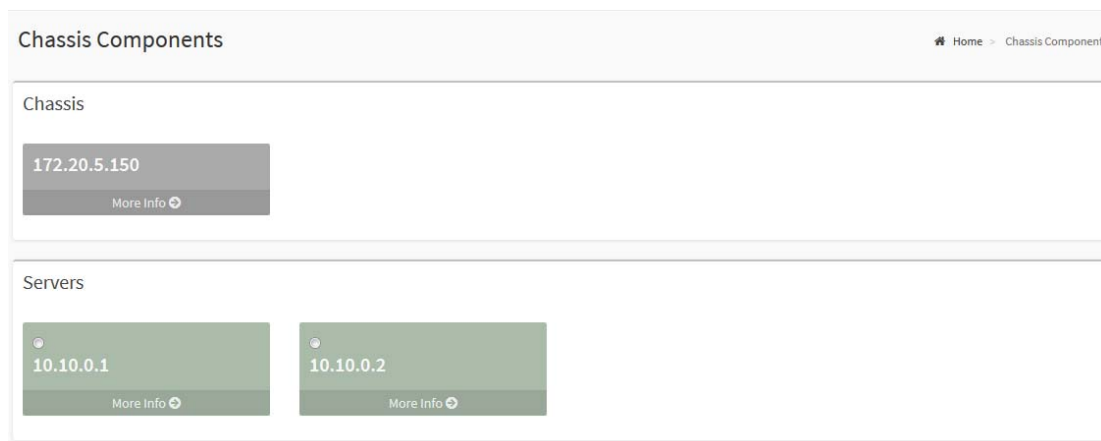 Chassis Components
Home > Chassis Component
Chassis
172.20.5.150
More Info
Servers
10.10.0.1
10.10.0.2
More Info
More Info